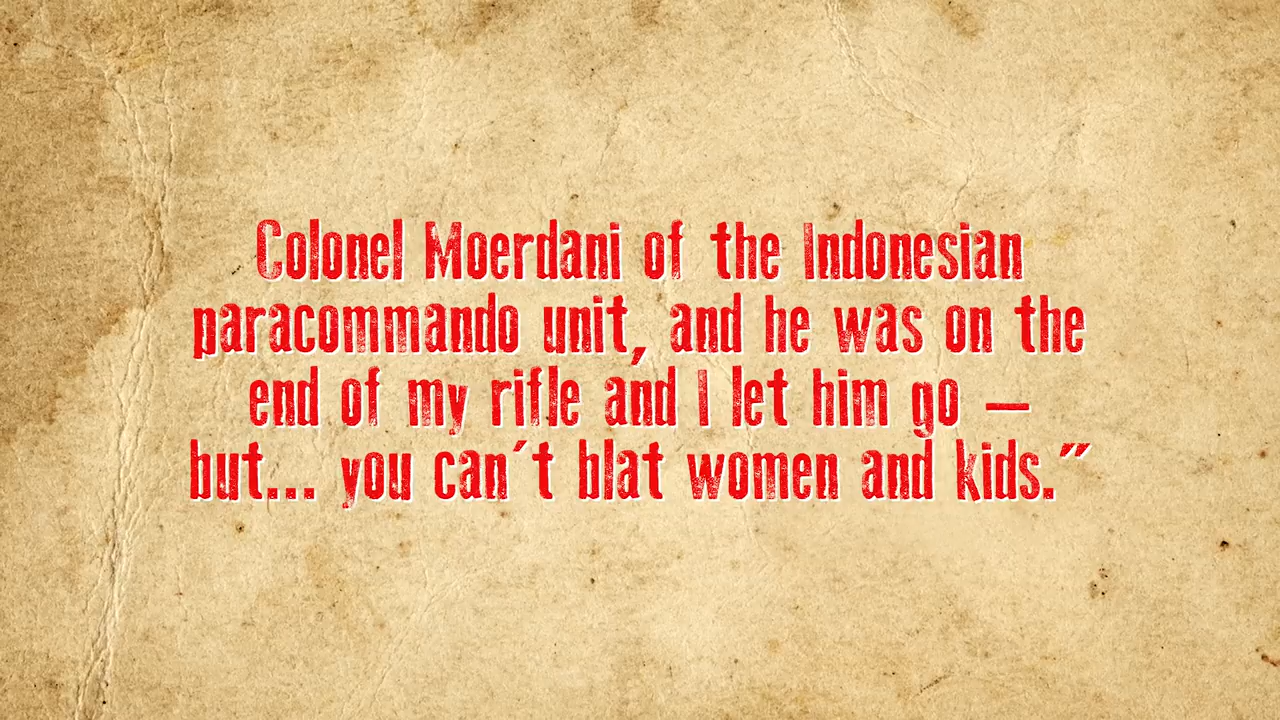 Colonel Moerdani of the Indonesian
paracommando unit, and he was on the
end of my rifle and I let him go –
but... you can't blat women and kids."